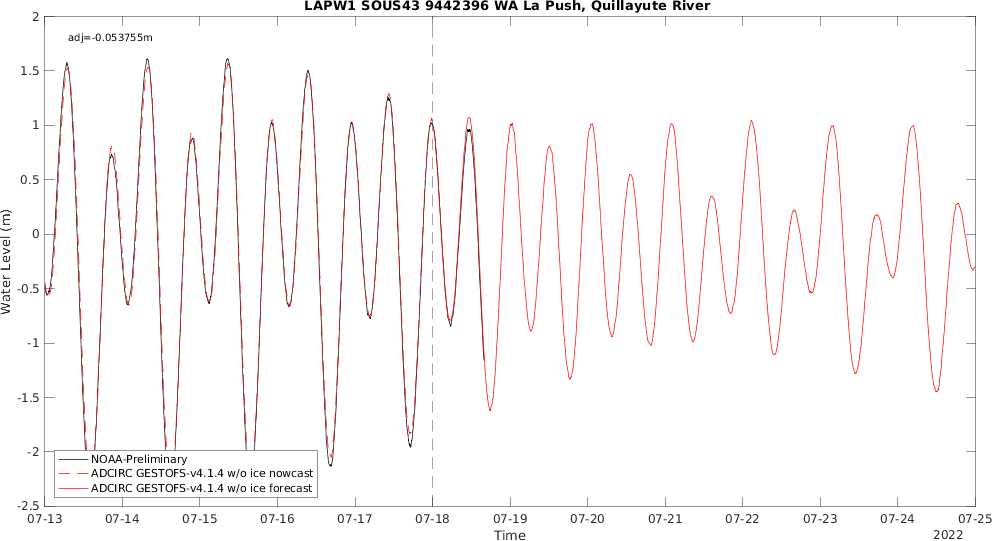 LAPW1 SOUS43 9442396 WA La Push, Quillayute River
adj=-0.053755m
2
1.5
1
0.5
0
-0.5
-1
-1.5
-2
-2.5
Water Level (m)
NOAA-Preliminary
ADCIRC GESTOFS-v4.1.4 w/o ice nowcast
ADCIRC GESTOFS-v4.1.4 w/o ice forecast
07-13 07-14 07-15 07-16 07-17 07-18 07-19 07-20 07-21 07-22 07-23 07-24 07-25
Time
2022